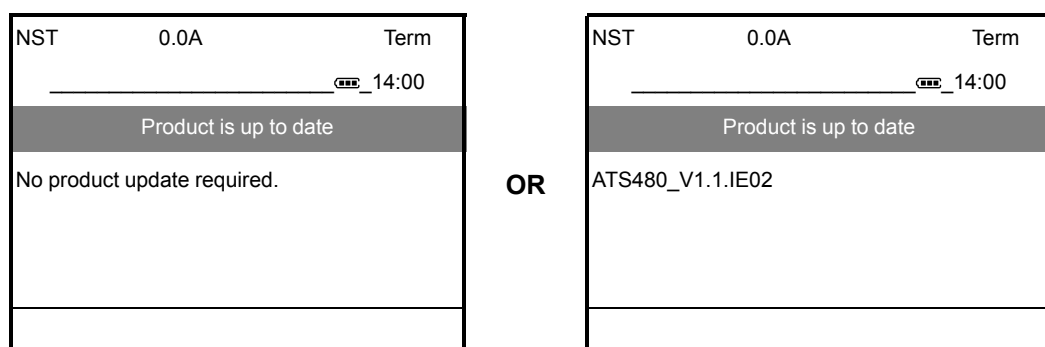 NST 0.0A Term
14:00
Product is up to date
No product update required.
OR
NST 0.0A Term
14:00
Product is up to date
ATS480_V1.1.IE02